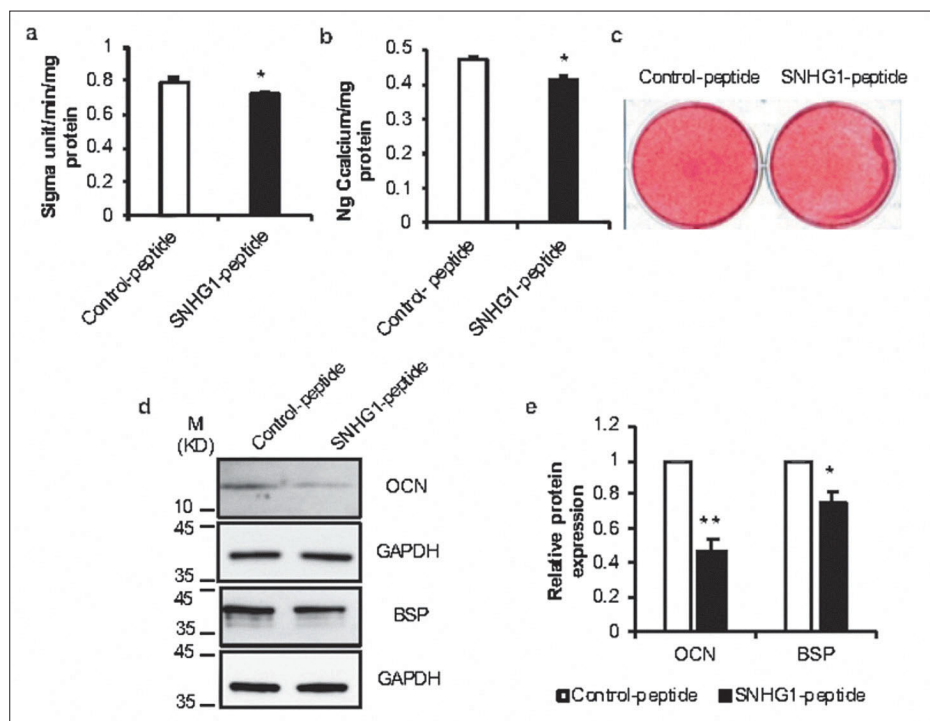 a
Sigma unit/min/mg
protein
1
0.8
0.6
0.4
0.2
0
*
Control-peptide
SNHG1-peptide
b
Ng Ccalcium/mg
protein
0.5
0.4
0.3
0.2
0.1
0
*
Control- peptide
SNHG1-peptide
c
Control-peptide SNHG1-peptide
d
M
(KD)
Control-peptide
SNHG1-peptide
OCN
10
45
GAPDH
35
45
BSP
35
45
GAPDH
35
e
Relative protein
expression
1.2
1
0.8
0.6
0.4
0.2
0
**
*
OCN BSP
Control-peptide SNHG1-peptide